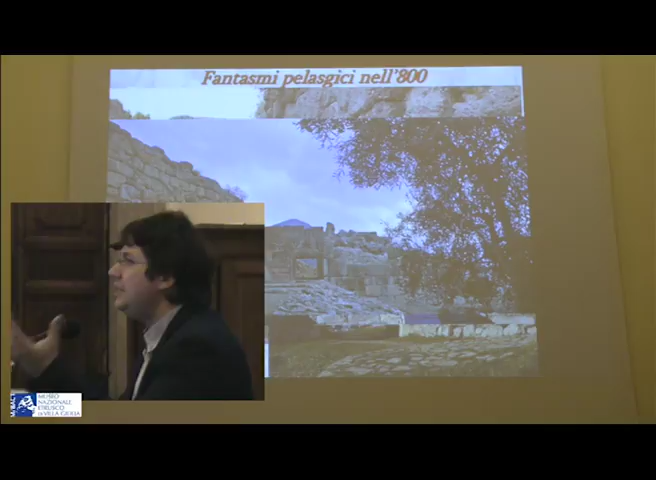 Fantasmi pelasgici nell'800
MUSEO
NAZIONALE
ETRUSCO
DI VILLA GIULIA